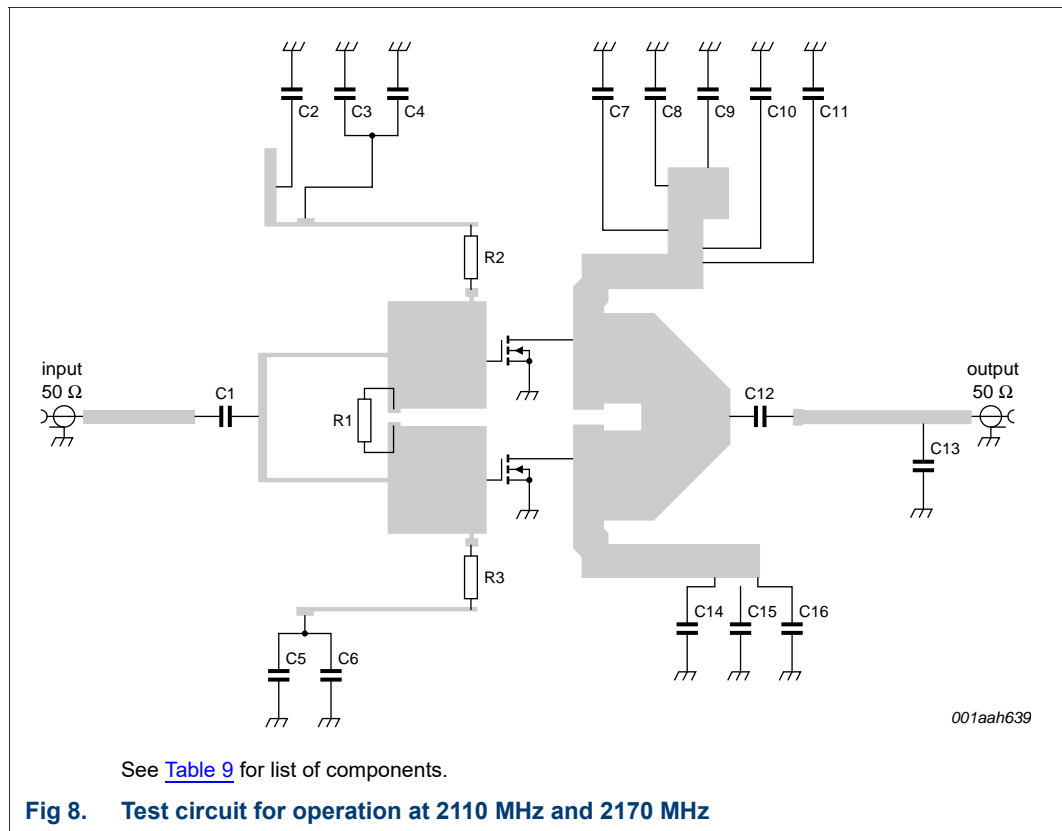 C2
C3
C4
C7
C8
C9
C10
C11
R2
input
50 Ω
C1
R1
C12
output
50 Ω
C13
R3
C14
C15
C16
C5
C6
001aah639
See Table 9 for list of components.
Fig 8. Test circuit for operation at 2110 MHz and 2170 MHz